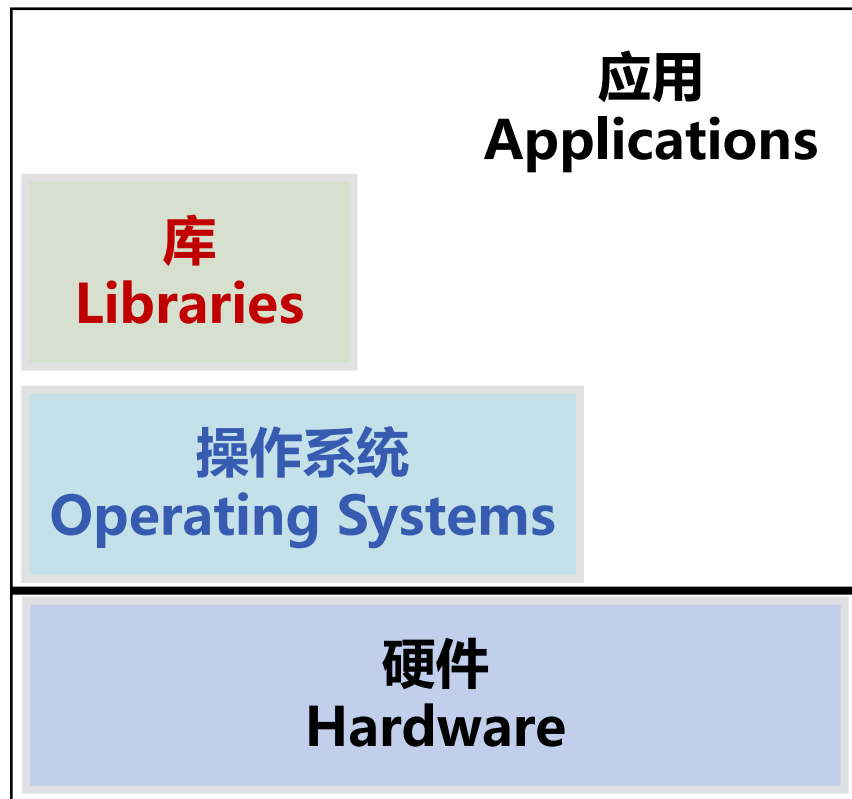 应用
Applications
库
Libraries
操作系统
Operating Systems
硬件
Hardware